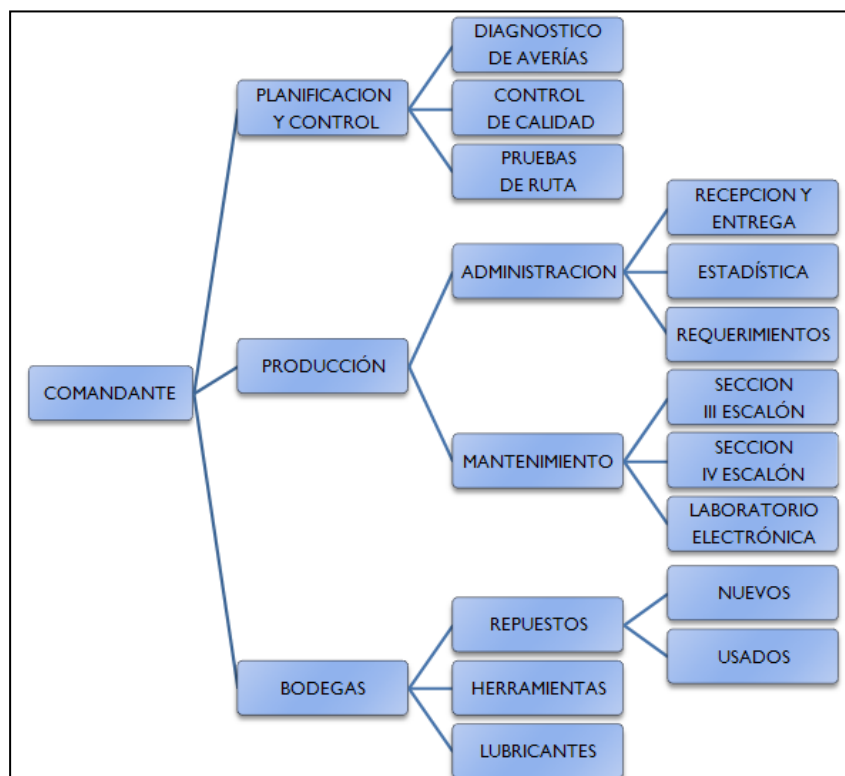 DIAGNOSTICO
DE AVERÍAS
PLANIFICACION
Y CONTROL
CONTROL
DE CALIDAD
PRUEBAS
DE RUTA
RECEPCION Y
ENTREGA
ADMINISTRACION
ESTADÍSTICA
REQUERIMIENTOS
PRODUCCIÓN
COMANDANTE
SECCION
III ESCALÓN
MANTENIMIENTO
SECCION
IV ESCALÓN
LABORATORIO
ELECTRÓNICA
NUEVOS
REPUESTOS
USADOS
BODEGAS
HERRAMIENTAS
LUBRICANTES